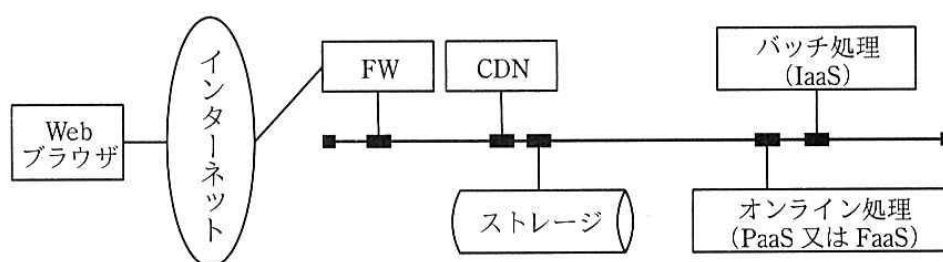 Web
ブラウザ
インターネット
FW
CDN
ストレージ
バッチ処理
(IaaS)
オンライン処理
(PaaS 又は FaaS)